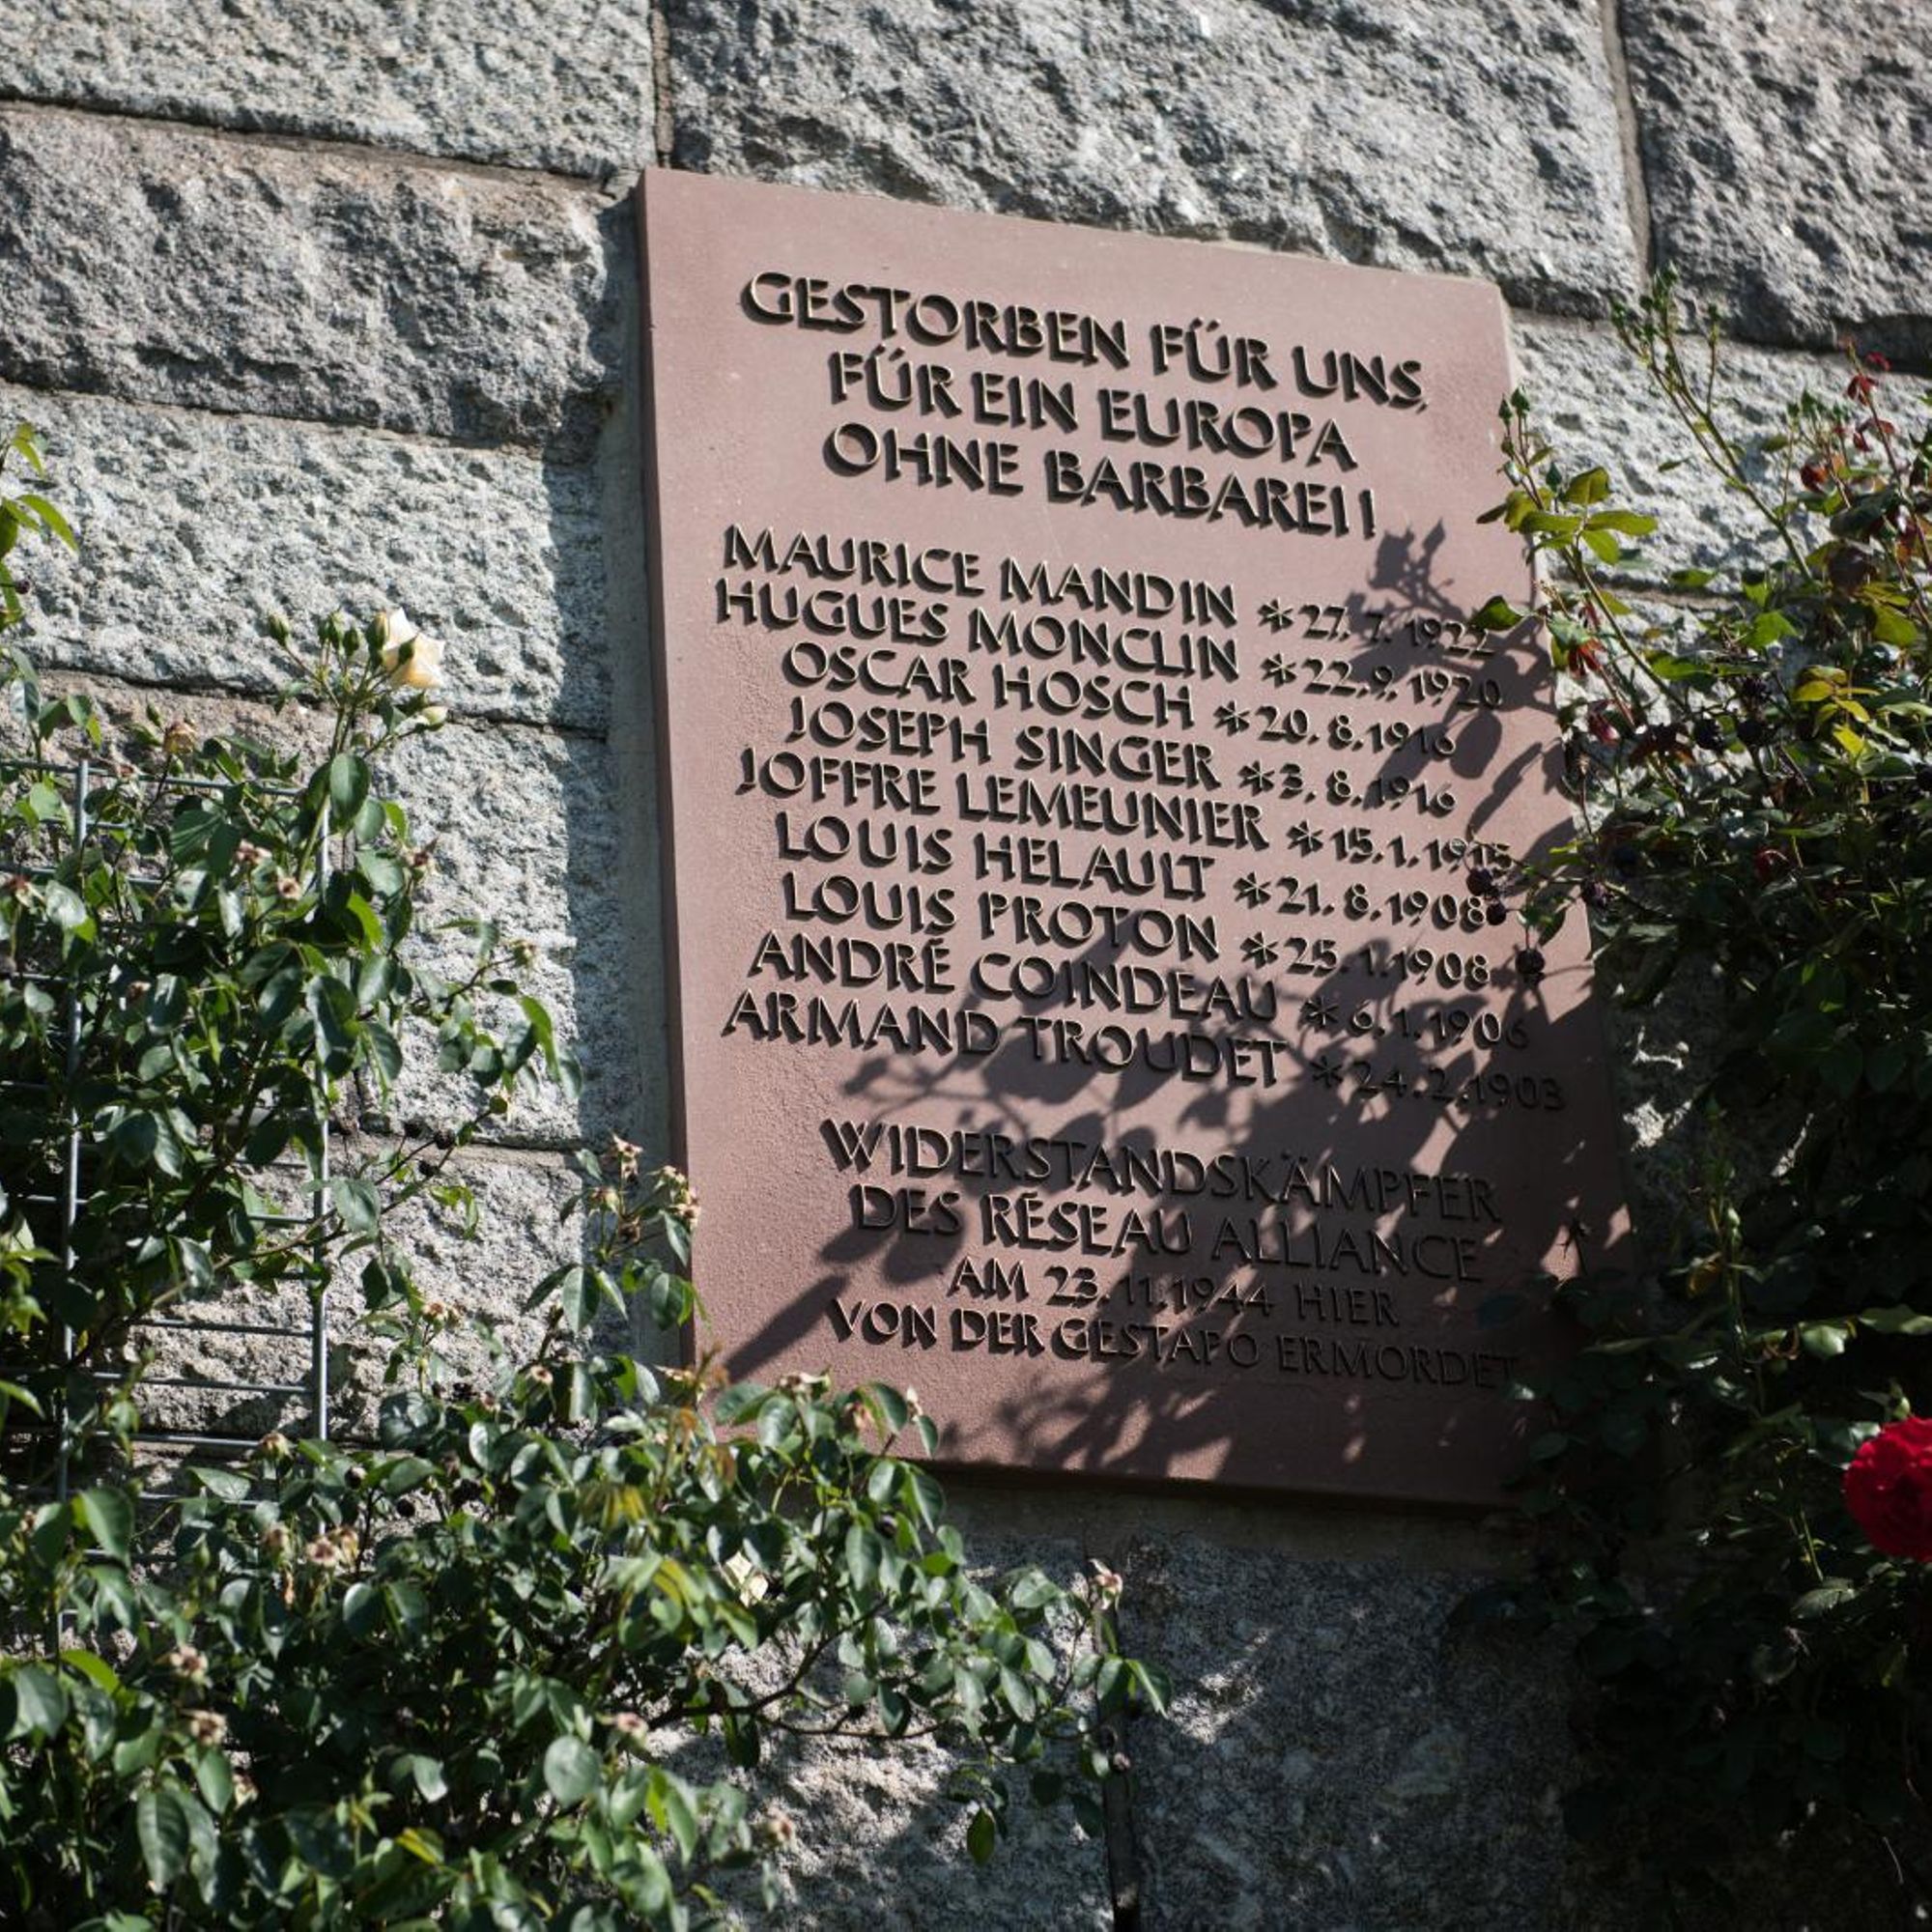 GESTORBEN FÜR UNS,
FÜR EIN EUROPA
OHNE BARBAREI!
MAURICE MANDIN * 27. 7. 1922
HUGUES MONCLIN * 22. 9. 1920
OSCAR HOSCH * 20. 8. 1916
JOSEPH SINGER * 3. 8. 1916
JOFFRE LEMEUNIER * 15. 1. 1915
LOUIS HELAULT * 21. 8. 1908
LOUIS PROTON * 25. 1. 1908
ANDRÉ COINDEAU * 6. 1. 1906
ARMAND TROUDET * 24. 2. 1903
WIDERSTANDSKÄMPFER
DES RÉSEAU ALLIANCE
AM 23. 11. 1944 HIER
VON DER GESTAPO ERMORDET